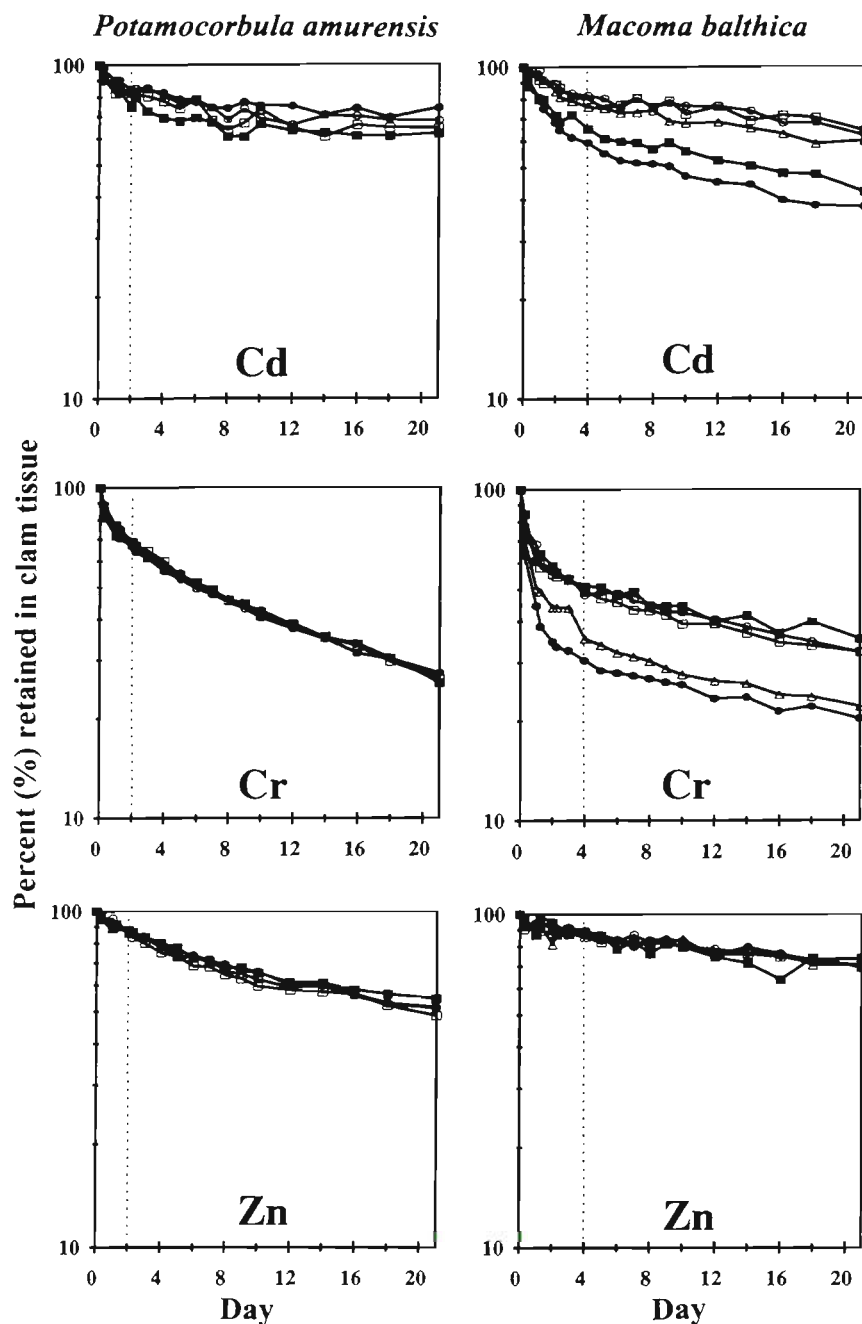 Potamocorbula amurensis
Macoma balthica
Percent (%) retained in clam tissue
100
10
0 4 8 12 16 20
Cd
100
10
0 4 8 12 16 20
Cd
100
10
0 4 8 12 16 20
Cr
100
10
0 4 8 12 16 20
Cr
100
10
0 4 8 12 16 20
Zn
Day
100
10
0 4 8 12 16 20
Zn
Day